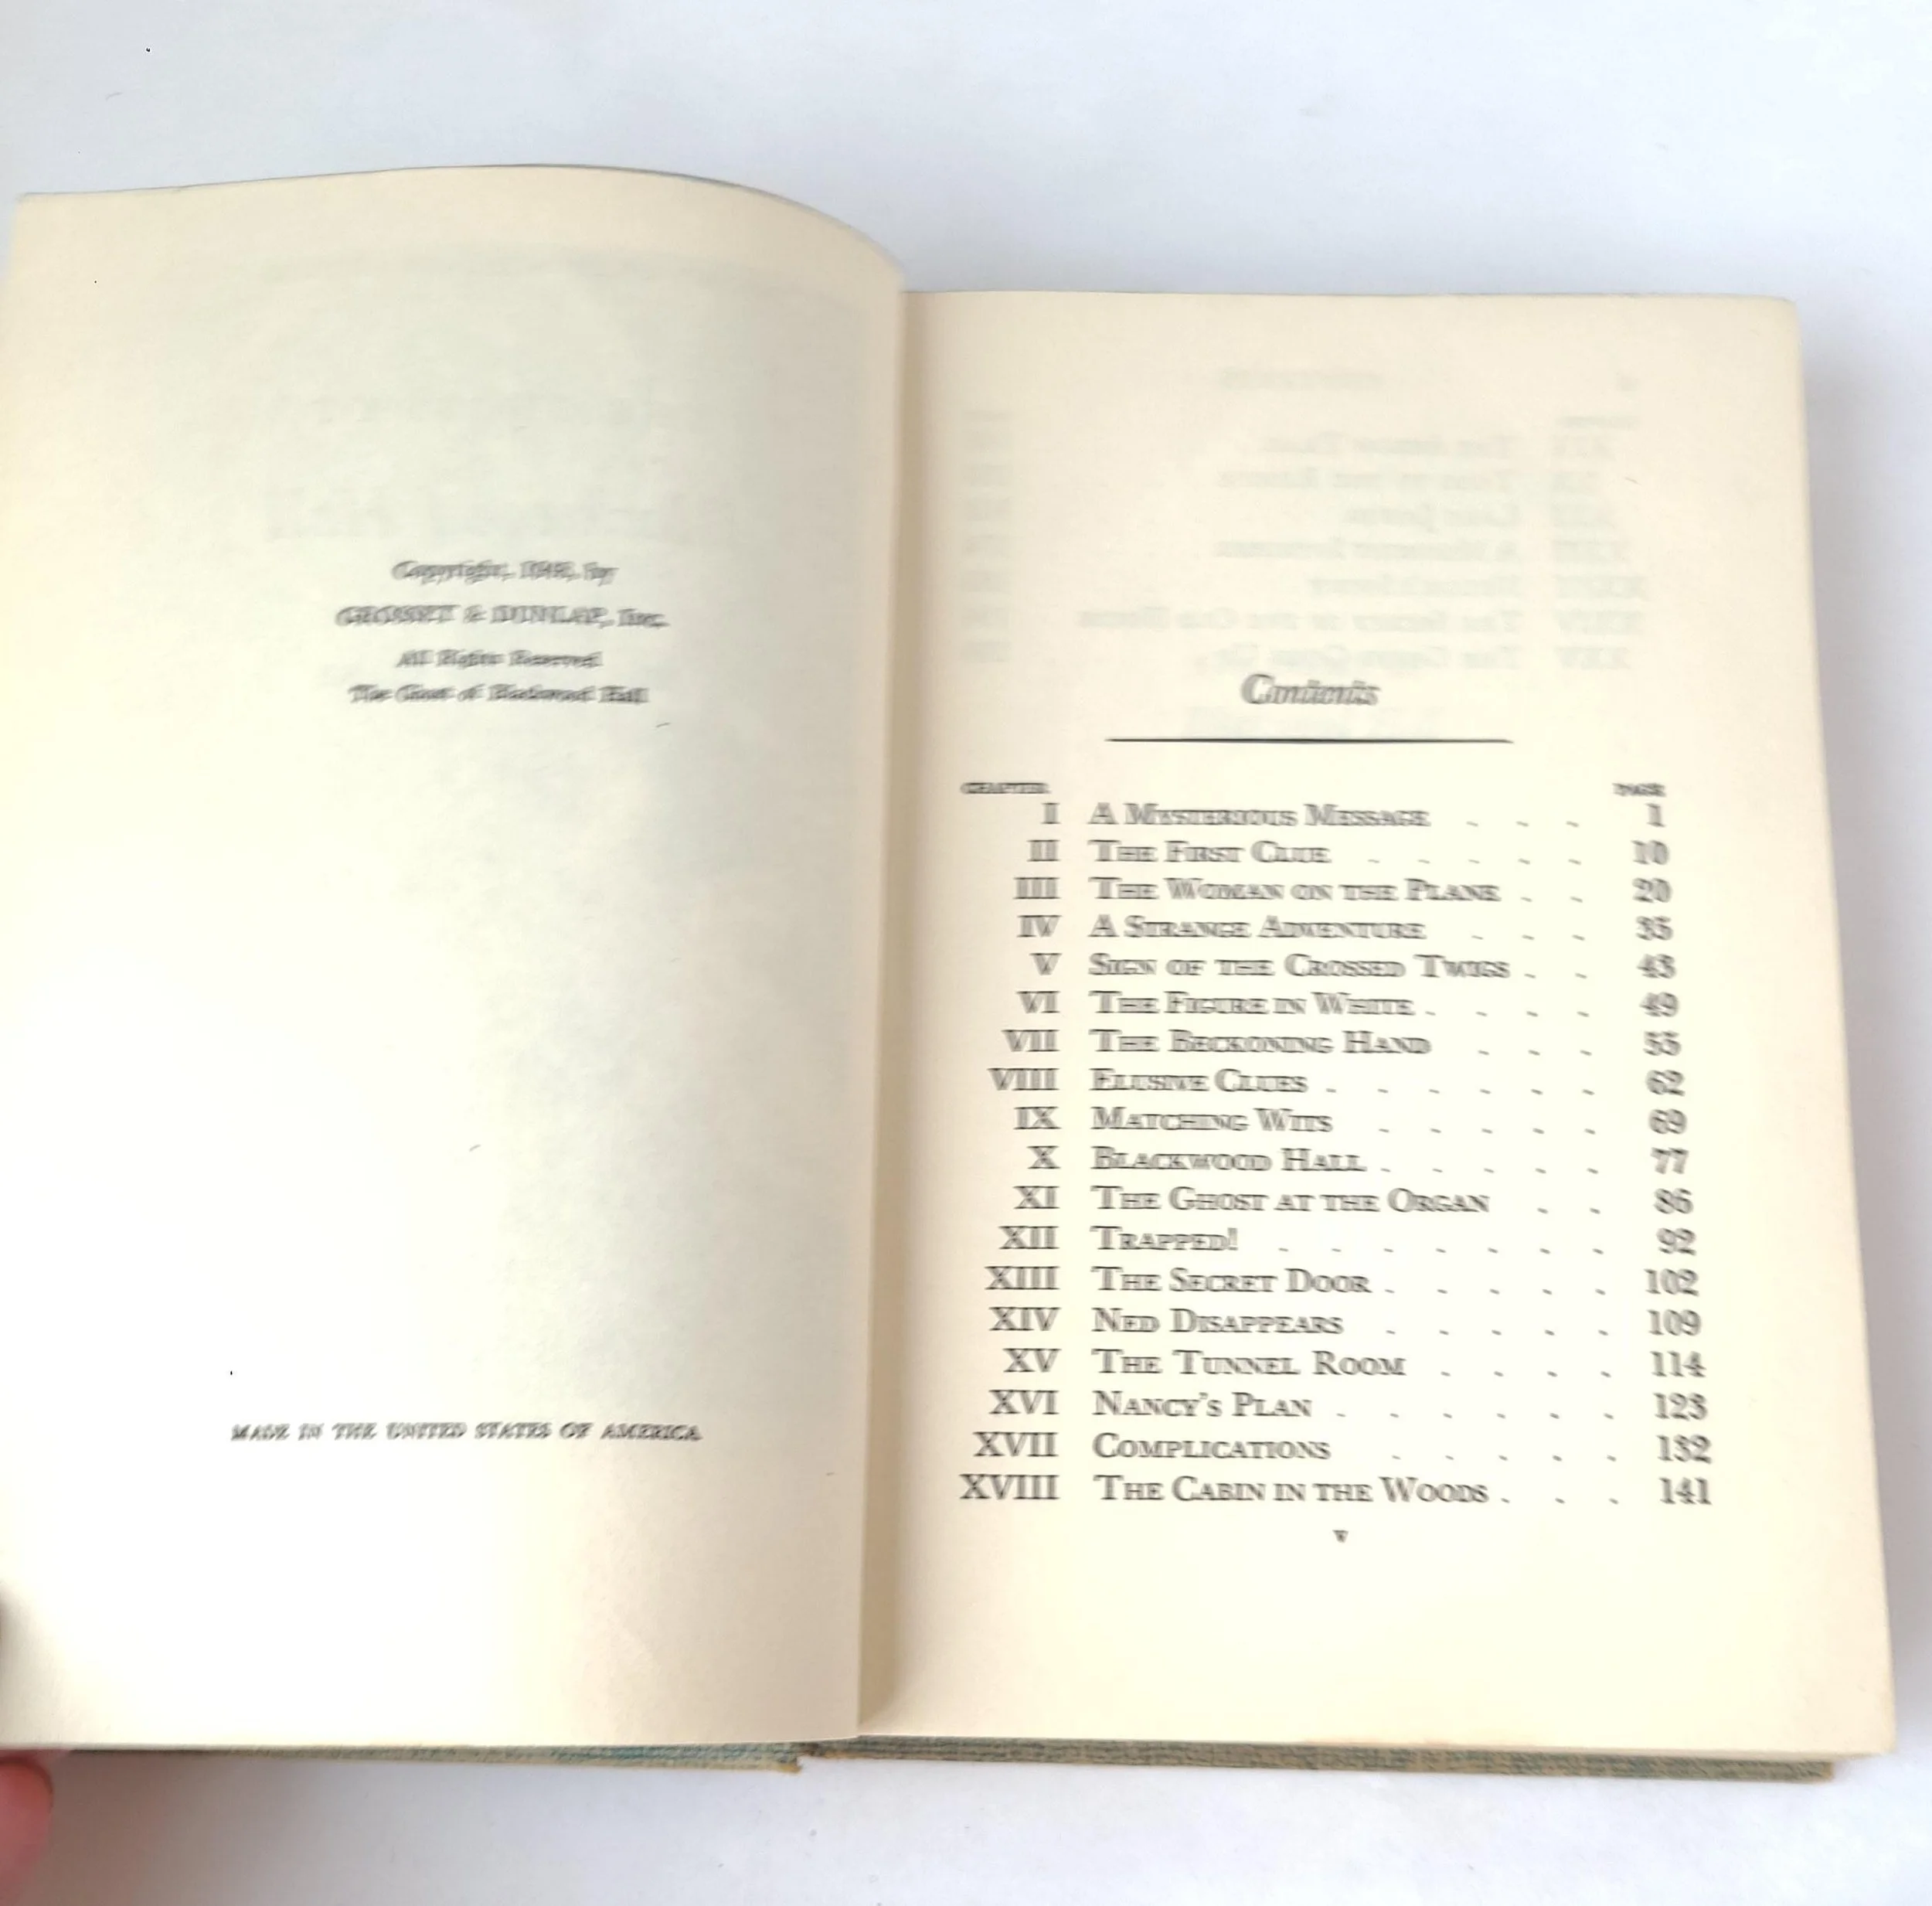 Copyright, 1948, by
GROSSET & DUNLAP, Inc.
All Rights Reserved
The Ghost of Blackwood Hall
MADE IN THE UNITED STATES OF AMERICA
Contents
CHAPTER PAGE
I A Mysterious Message . . . 1
II The First Clue . . . . . 10
III The Woman on the Plane . . 20
IV A Strange Adventure . . . 35
V Sign of the Crossed Twigs . . 43
VI The Figure in White . . . . 49
VII The Beckoning Hand . . . 55
VIII Elusive Clues . . . . . . 62
IX Matching Wits . . . . . 69
X Blackwood Hall . . . . . 77
XI The Ghost at the Organ . . 86
XII Trapped! . . . . . . . 92
XIII The Secret Door . . . . . 102
XIV Ned Disappears . . . . . 109
XV The Tunnel Room . . . . 114
XVI Nancy's Plan . . . . . . 123
XVII Complications . . . . . 132
XVIII The Cabin in the Woods . . . 141
v